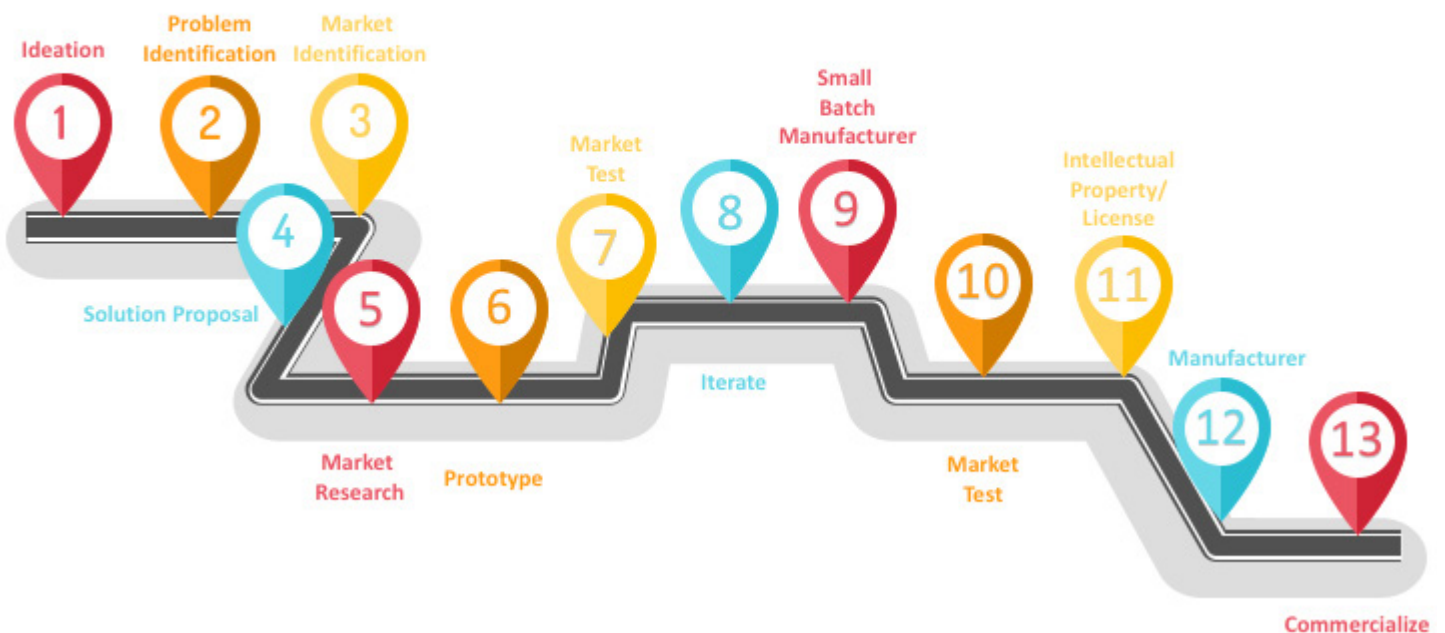 Ideation
1
Problem
Identification
2
Market
Identification
3
4
Solution Proposal
5
Market
Research
6
Prototype
Market
Test
7
8
Iterate
Small
Batch
Manufacturer
9
10
Market
Test
Intellectual
Property/
License
11
Manufacturer
12
13
Commercialize